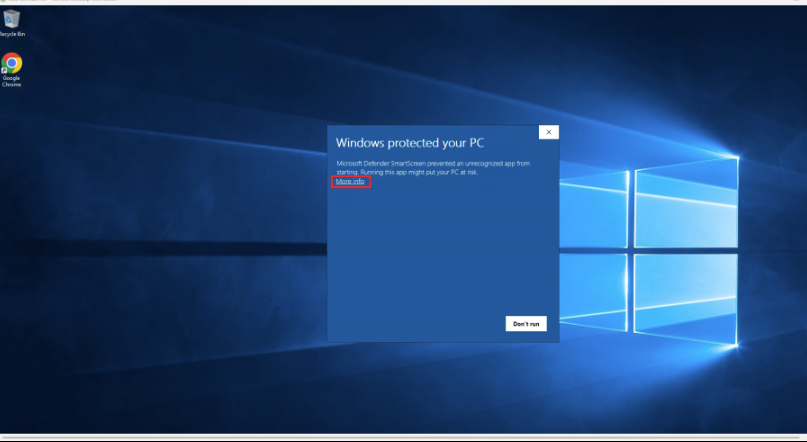 Recycle Bin
Google
Chrome
Windows protected your PC
Microsoft Defender SmartScreen prevented an unrecognized app from
starting. Running this app might put your PC at risk.
More info
Don't run